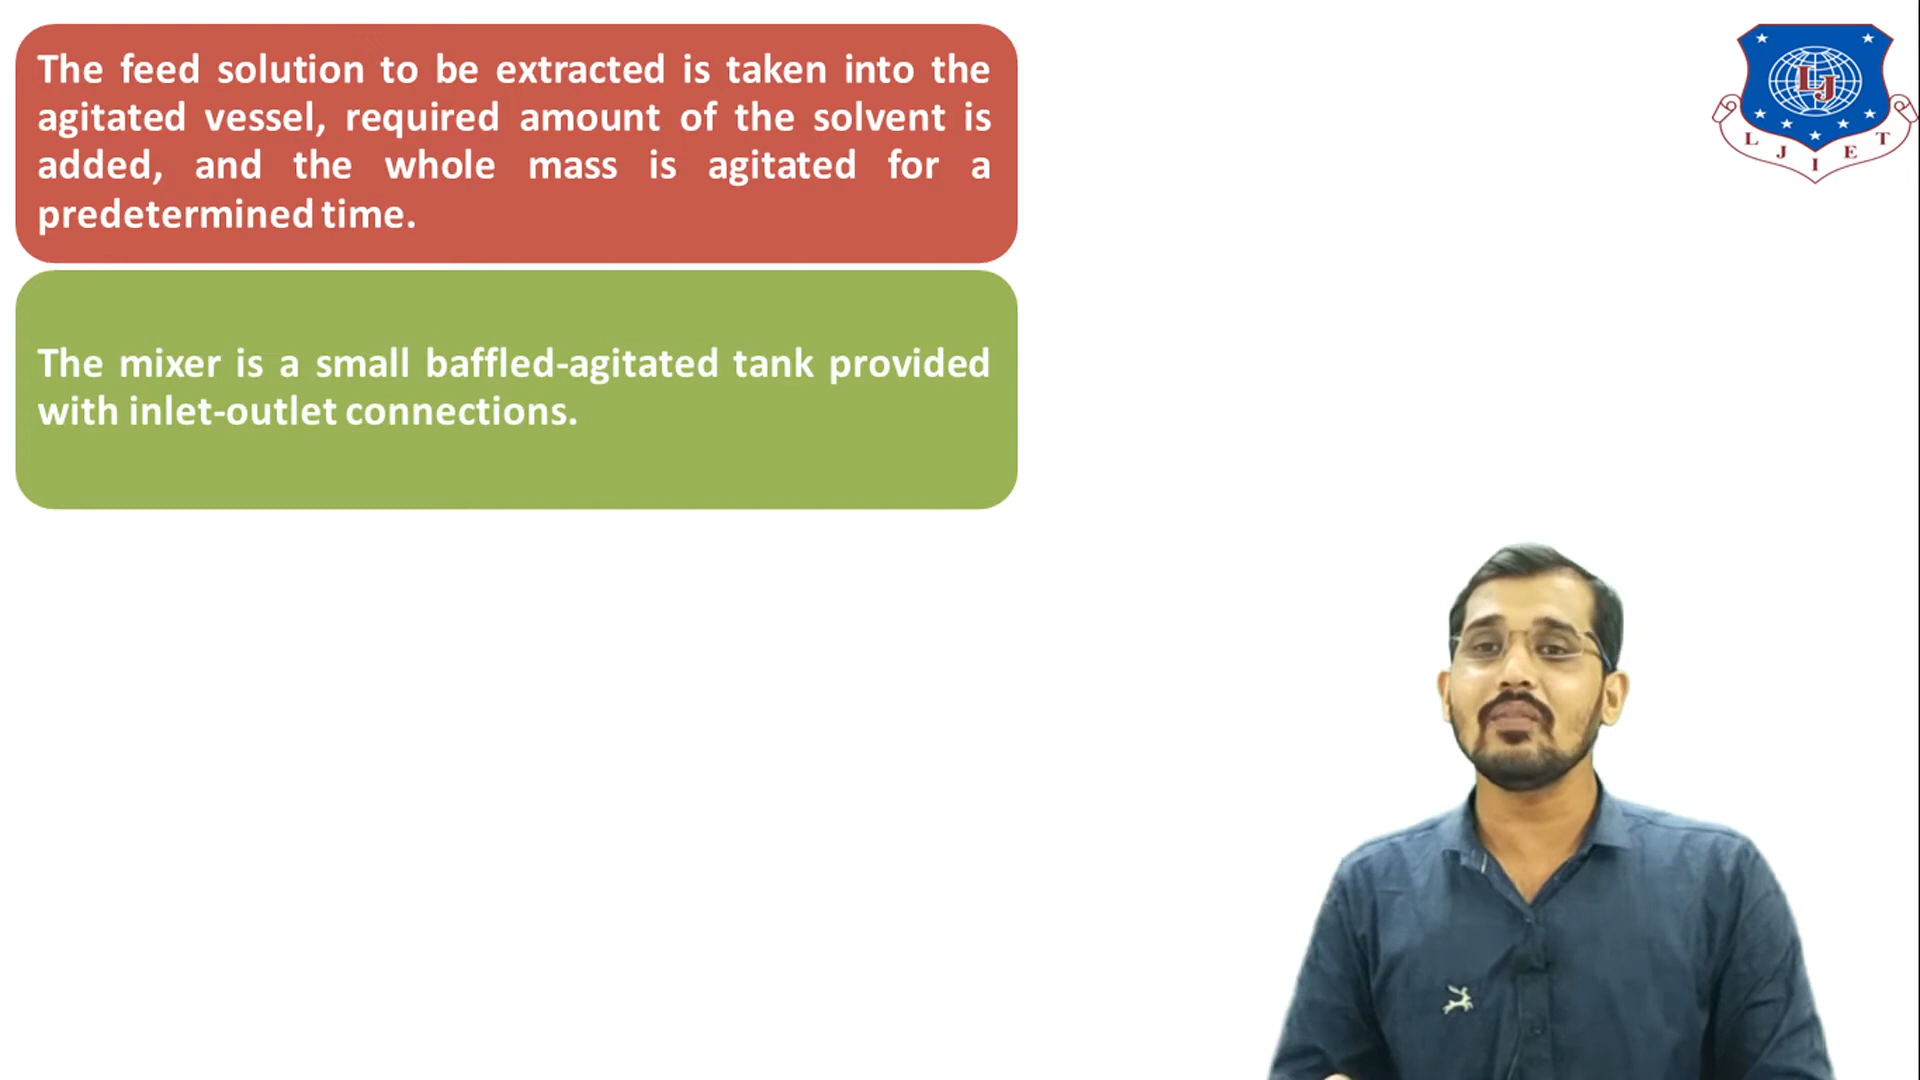 The feed solution to be extracted is taken into the
agitated vessel, required amount of the solvent is
added, and the whole mass is agitated for a
predetermined time.
The mixer is a small baffled-agitated tank provided
with inlet-outlet connections.
LJ
L J I E T